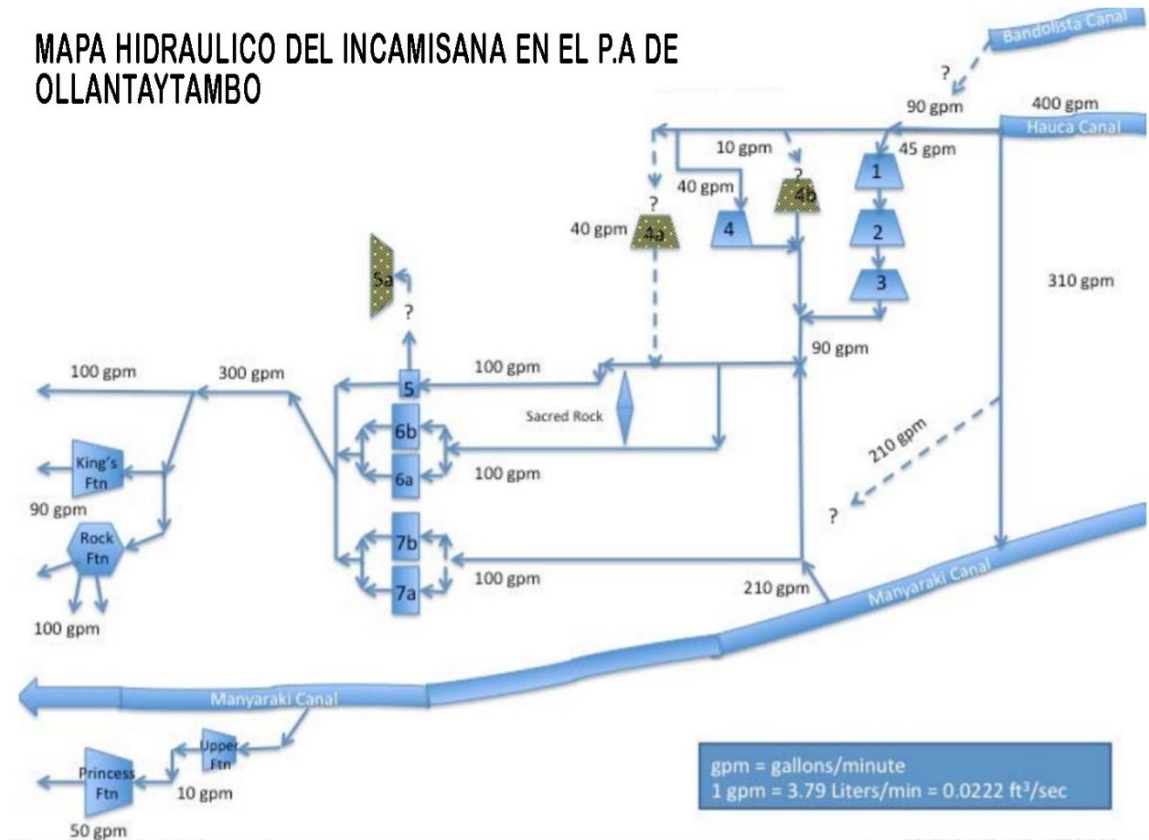 MAPA HIDRAULICO DEL INCAMISANA EN EL P.A DE
OLLANTAYTAMBO
Bandolista Canal
?
90 gpm
400 gpm
Hauca Canal
10 gpm
45 gpm
1
?
40 gpm
4b
?
40 gpm
4a
4
2
5a
3
310 gpm
?
90 gpm
100 gpm
300 gpm
100 gpm
5
Sacred Rock
6b
210 gpm
King's
Ftn
6a
100 gpm
90 gpm
?
Rock
Ftn
7b
100 gpm
7a
210 gpm
Manyaraki Canal
100 gpm
Manyaraki Canal
Upper
Ftn
Princess
Ftn
10 gpm
50 gpm
gpm = gallons/minute
1 gpm = 3.79 Liters/min = 0.0222 ft³/sec